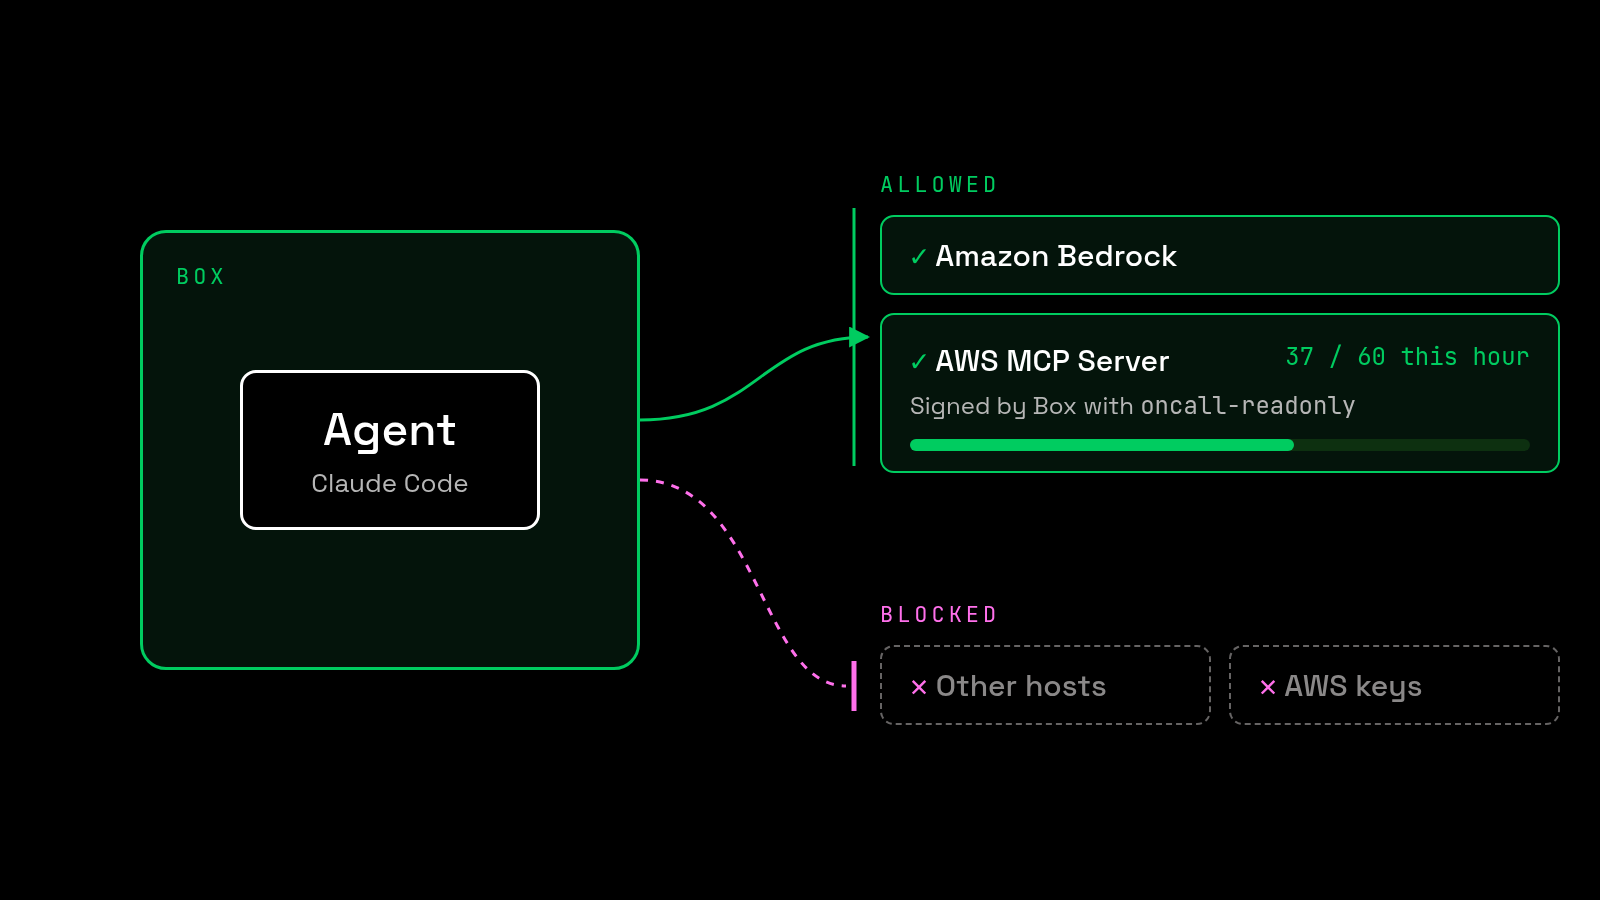 BOX
Agent
Claude Code
ALLOWED
✓ Amazon Bedrock
✓ AWS MCP Server 37 / 60 this hour
Signed by Box with oncall-readonly
BLOCKED
× Other hosts
× AWS keys